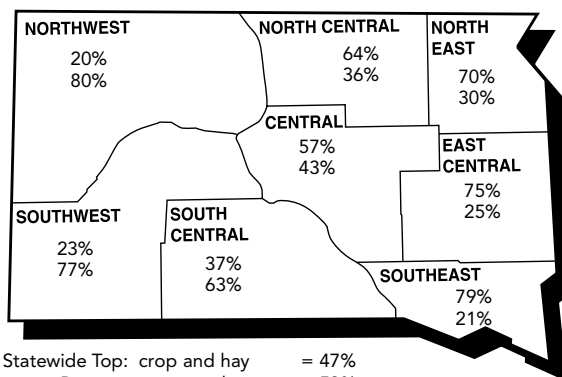 NORTHWEST
20%
80%
NORTH CENTRAL
64%
36%
NORTH
EAST
70%
30%
CENTRAL
57%
43%
EAST
CENTRAL
75%
25%
SOUTHWEST
23%
77%
SOUTH
CENTRAL
37%
63%
SOUTHEAST
79%
21%
Statewide Top: crop and hay = 47%